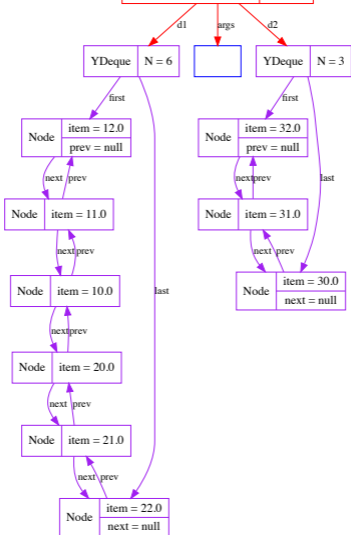 d1 args d2
YDeque N = 6
YDeque N = 3
first
first
Node item = 12.0
prev = null
Node item = 32.0
prev = null
next prev
next prev
last
Node item = 11.0
Node item = 31.0
next prev
next prev
Node item = 10.0
Node item = 30.0
next = null
last
next prev
Node item = 20.0
next prev
Node item = 21.0
next prev
Node item = 22.0
next = null